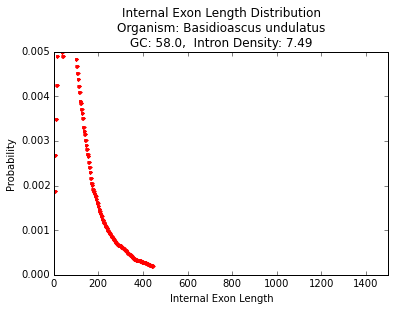 Internal Exon Length Distribution
Organism: Basidioascus undulatus
GC: 58.0,  Intron Density: 7.49
0.005
0.004
0.003
0.002
0.001
0.000
Probability
0 200 400 600 800 1000 1200 1400
Internal Exon Length